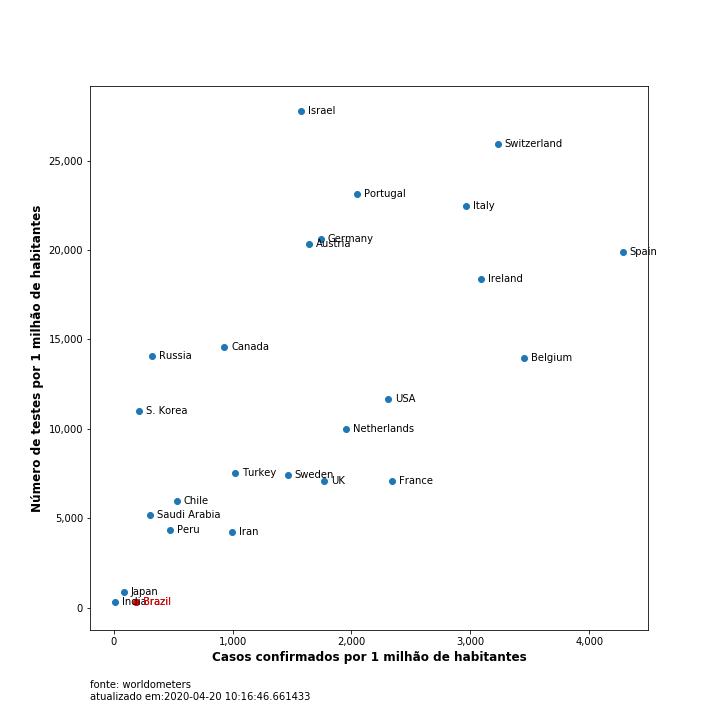 Israel
Switzerland
25,000
Portugal
Italy
Germany
Austria
20,000
Spain
Ireland
15,000
Canada
Russia
Belgium
USA
S. Korea
10,000
Netherlands
Turkey
Sweden
UK
France
Chile
5,000
Saudi Arabia
Peru
Iran
Japan
India
Brazil
0
Número de testes por 1 milhão de habitantes
0
1,000
2,000
3,000
4,000
Casos confirmados por 1 milhão de habitantes
fonte: worldometers
atualizado em:2020-04-20 10:16:46.661433